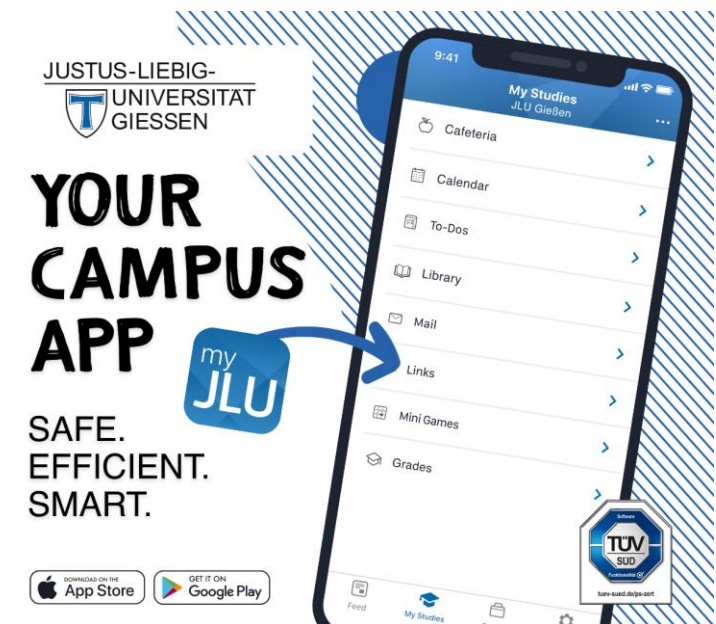 JUSTUS-LIEBIG-
UNIVERSITÄT
GIESSEN
YOUR
CAMPUS
APP
my
JLU
SAFE.
EFFICIENT.
SMART.
Download on the
App Store
GET IT ON
Google Play
9:41
My Studies
JLU Gießen
Cafeteria
Calendar
To-Dos
Library
Mail
Links
Mini Games
Grades
Feed
My Studies
Software
TÜV
SÜD
Funktionalität
tuev-sued.de/ps-zert